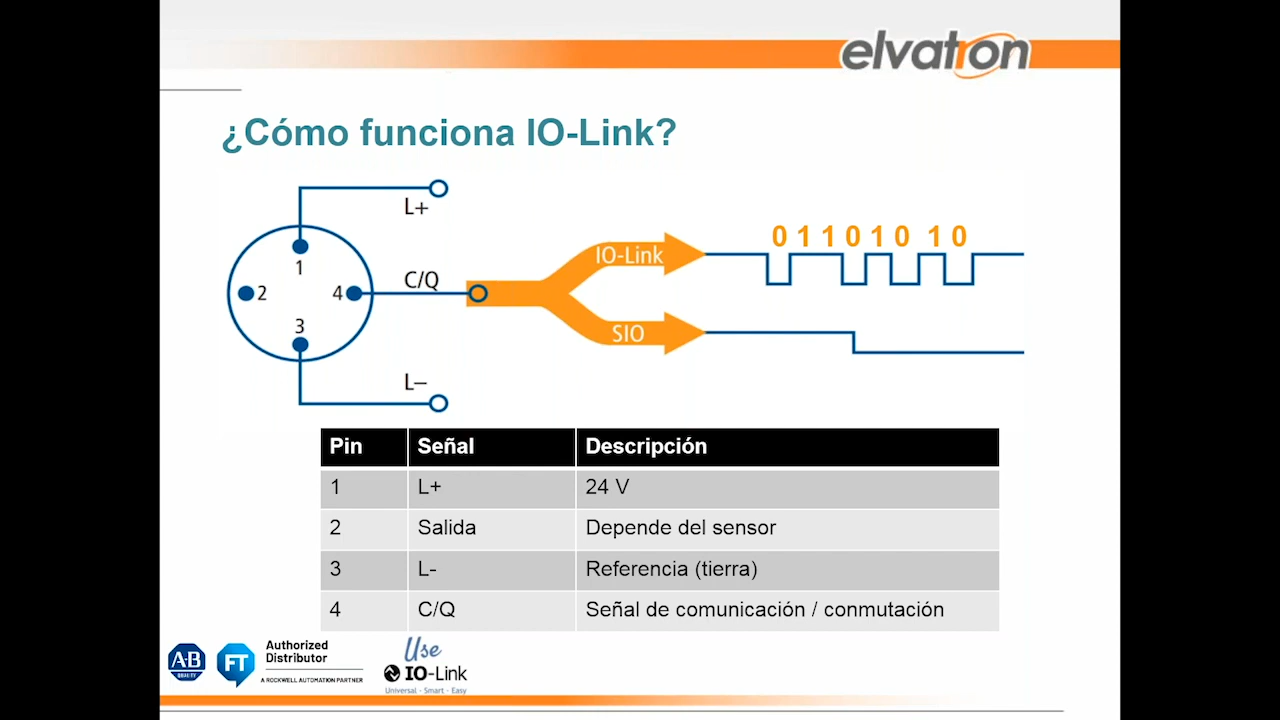 elvatron
¿Cómo funciona IO-Link?
L+
1
2
3
4
C/Q
L–
IO-Link
SIO
0 1 1 0 1 0 1 0
Pin Señal Descripción
1 L+ 24 V
2 Salida Depende del sensor
3 L- Referencia (tierra)
4 C/Q Señal de comunicación / conmutación
AB
QUALITY
FT
Authorized
Distributor
A ROCKWELL AUTOMATION PARTNER
Use
IO-Link
Universal - Smart - Easy